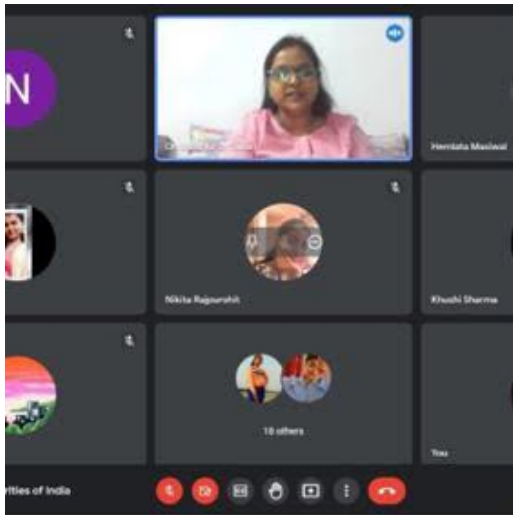 N
Hemlata Masiwal
Nikita Rajpurohit
Khushi Sharma
18 others
You
rities of India